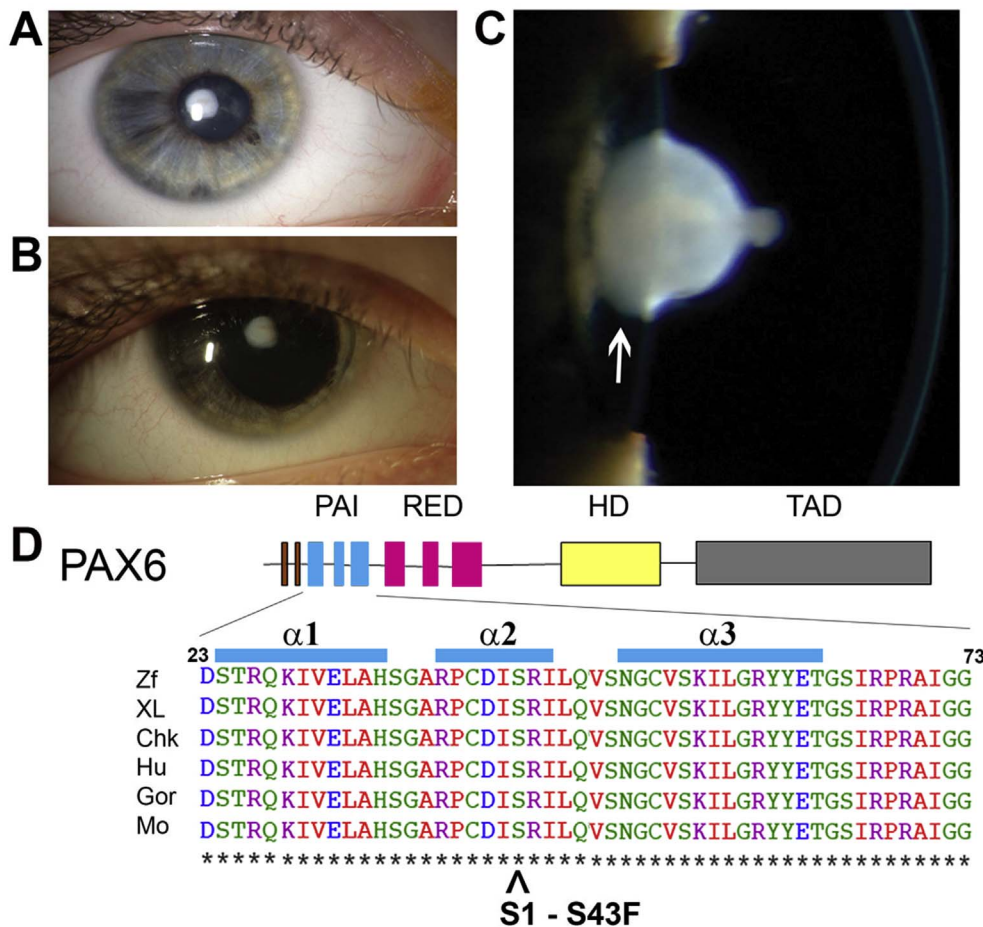 A
C
B
PAI RED HD TAD
D
PAX6
α1 α2 α3
23 73
Zf DSTRQKIVELAHSGARPCDISRILQVSNGCVSKILGRYYETGSIRPRAIGG
XL DSTRQKIVELAHSGARPCDISRILQVSNGCVSKILGRYYETGSIRPRAIGG
Chk DSTRQKIVELAHSGARPCDISRILQVSNGCVSKILGRYYETGSIRPRAIGG
Hu DSTRQKIVELAHSGARPCDISRILQVSNGCVSKILGRYYETGSIRPRAIGG
Gor DSTRQKIVELAHSGARPCDISRILQVSNGCVSKILGRYYETGSIRPRAIGG
Mo DSTRQKIVELAHSGARPCDISRILQVSNGCVSKILGRYYETGSIRPRAIGG
***************************************************
^
S1 - S43F